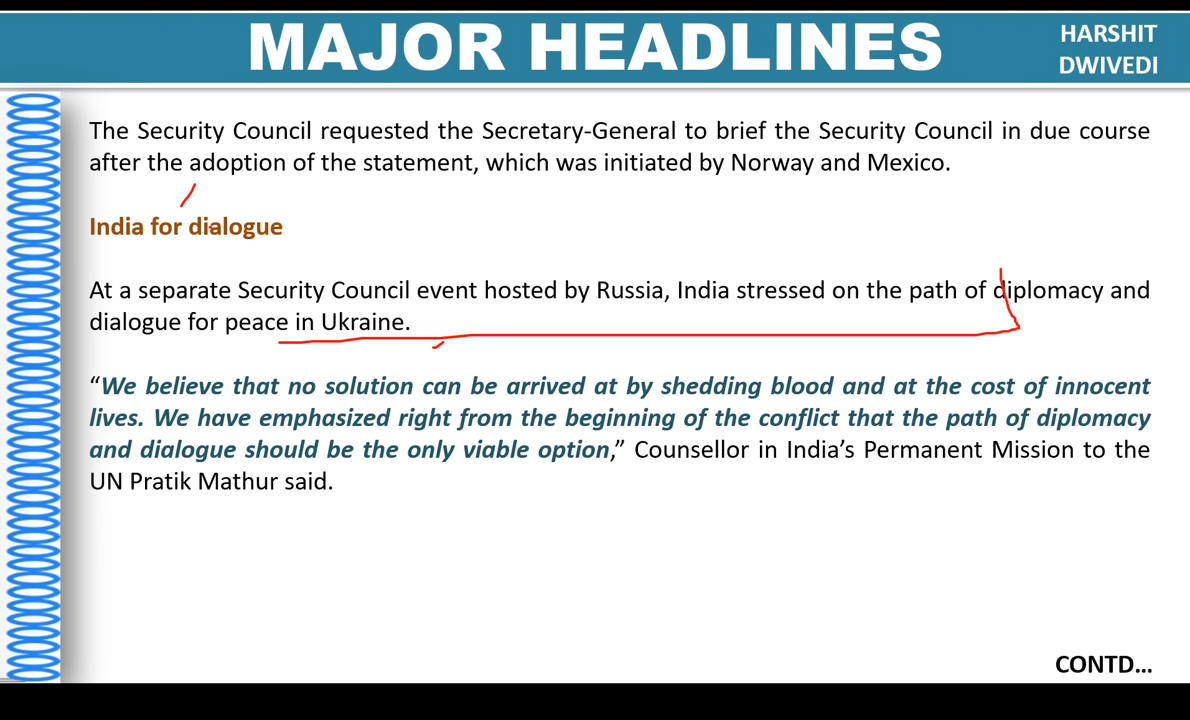 MAJOR HEADLINES
HARSHIT
DWIVEDI
The Security Council requested the Secretary-General to brief the Security Council in due course
after the adoption of the statement, which was initiated by Norway and Mexico.
India for dialogue
At a separate Security Council event hosted by Russia, India stressed on the path of diplomacy and
dialogue for peace in Ukraine.
“We believe that no solution can be arrived at by shedding blood and at the cost of innocent
lives. We have emphasized right from the beginning of the conflict that the path of diplomacy
and dialogue should be the only viable option,” Counsellor in India’s Permanent Mission to the
UN Pratik Mathur said.
CONTD...